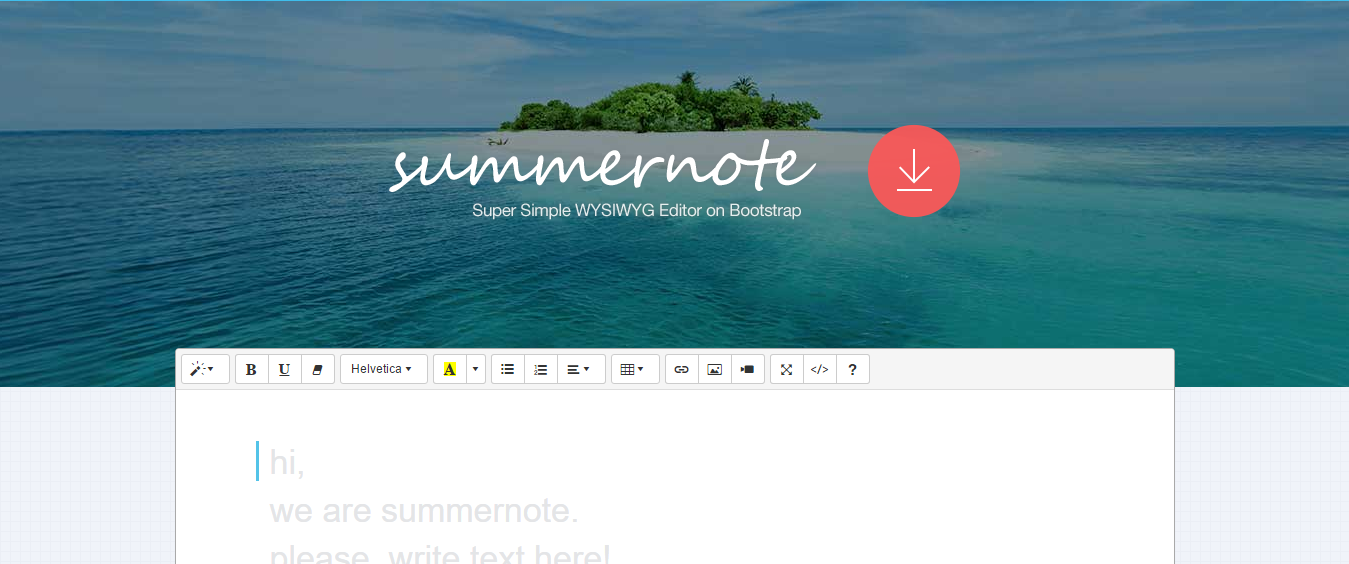 summernote
Super Simple WYSIWYG Editor on Bootstrap
B U Helvetica A </> ?
hi,
we are summernote.
please, write text here!